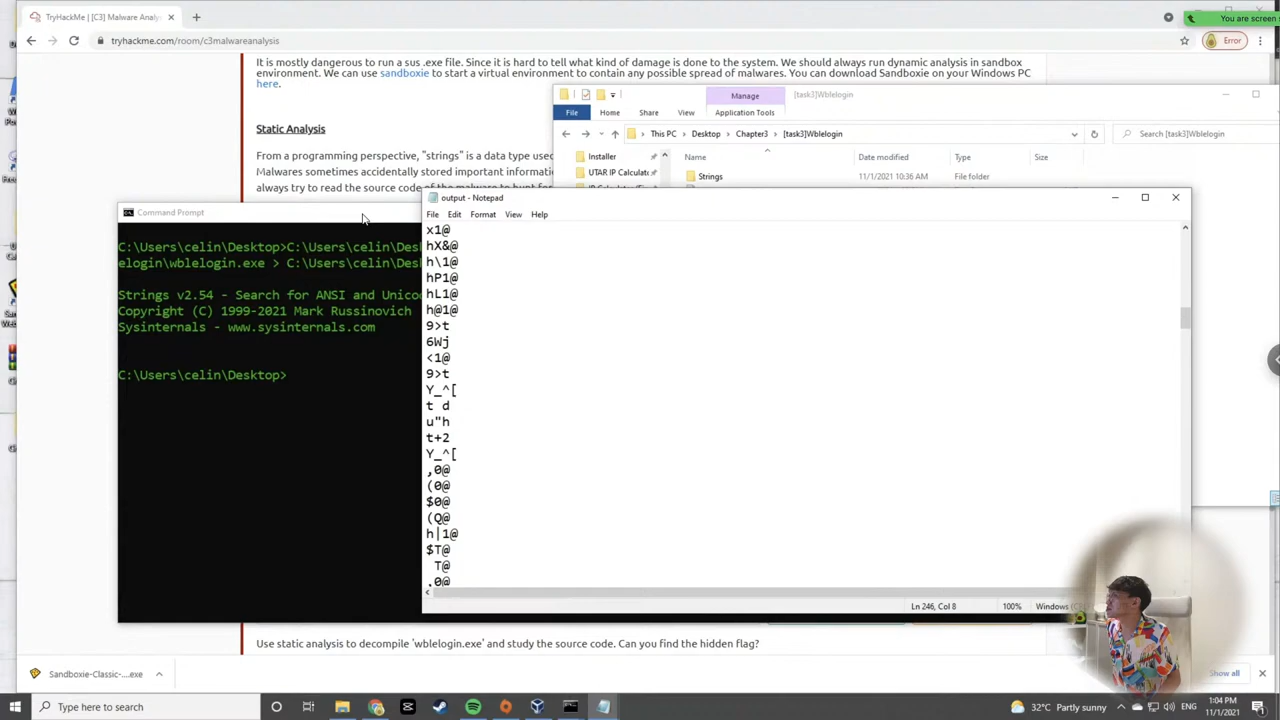 TryHackMe | [C3] Malware Analy
You are screen s
tryhackme.com/room/c3malwareanalysis
Error
It is mostly dangerous to run a sus .exe file. Since it is hard to tell what kind of damage is done to the system. We should always run dynamic analysis in sandbox
environment. We can use sandboxie to start a virtual environment to contain any possible spread of malwares. You can download Sandboxie on your Windows PC
here.
Manage
[task3]Wblelogin
File Home Share View Application Tools
This PC Desktop Chapter3 [task3]Wblelogin
Search [task3]Wblelogin
Static Analysis
From a programming perspective, "strings" is a data type used
Malwares sometimes accidentally stored important informati
always try to read the source code of the malware to hunt for
Installer
Name Date modified Type Size
UTAR IP Calculat
Strings 11/1/2021 10:36 AM File folder
Command Prompt
C:\Users\celin\Desktop>C:\Users\celin\Des
elogin\wblelogin.exe > C:\Users\celin\Des
Strings v2.54 - Search for ANSI and Unico
Copyright (C) 1999-2021 Mark Russinovich
Sysinternals - www.sysinternals.com
C:\Users\celin\Desktop>
output - Notepad
File Edit Format View Help
x1@
hX&@
h\1@
hP1@
hL1@
h@1@
9>t
6Wj
<1@
9>t
Y_^[
t d
u"h
t+2
Y_^[
,0@
(0@
$0@
(Q@
h|1@
$T@
T@
,0@
Ln 246, Col 8 100% Windows (C
Use static analysis to decompile 'wblelogin.exe' and study the source code. Can you find the hidden flag?
Sandboxie-Classic-....exe
Show all
Type here to search
32°C Partly sunny
1:04 PM
11/1/2021